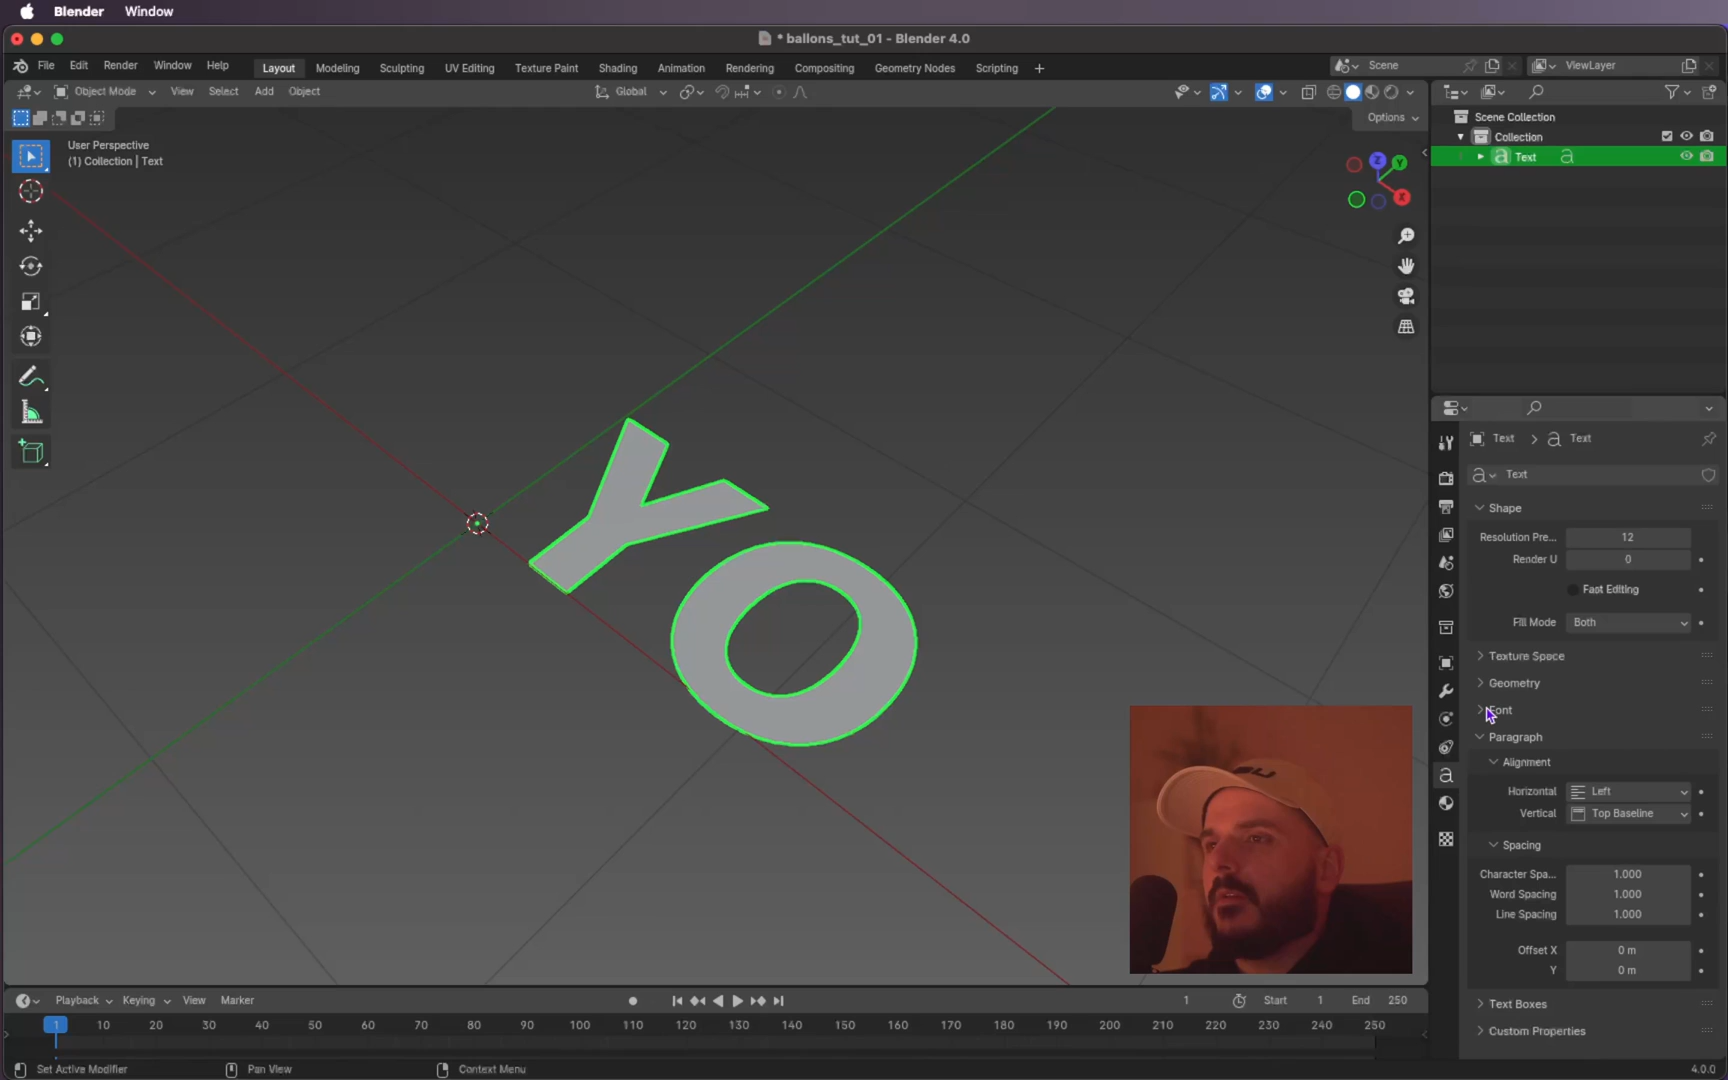 Blender Window
* ballons_tut_01 - Blender 4.0
File Edit Render Window Help Layout Modeling Sculpting UV Editing Texture Paint Shading Animation Rendering Compositing Geometry Nodes Scripting + Scene ViewLayer
Object Mode View Select Add Object Global
Options
User Perspective
(1) Collection | Text
Z
Y
X
YO
Scene Collection
Collection
a Text a
Text > a Text
a Text
Shape
Resolution Pre... 12
Render U 0
Fast Editing
Fill Mode Both
Texture Space
Geometry
Font
Paragraph
Alignment
Horizontal Left
Vertical Top Baseline
Spacing
Character Spa... 1.000
Word Spacing 1.000
Line Spacing 1.000
Offset X 0 m
Y 0 m
Text Boxes
Custom Properties
Playback Keying View Marker 1 Start 1 End 250
1 10 20 30 40 50 60 70 80 90 100 110 120 130 140 150 160 170 180 190 200 210 220 230 240 250
Set Active Modifier Pan View Context Menu 4.0.0